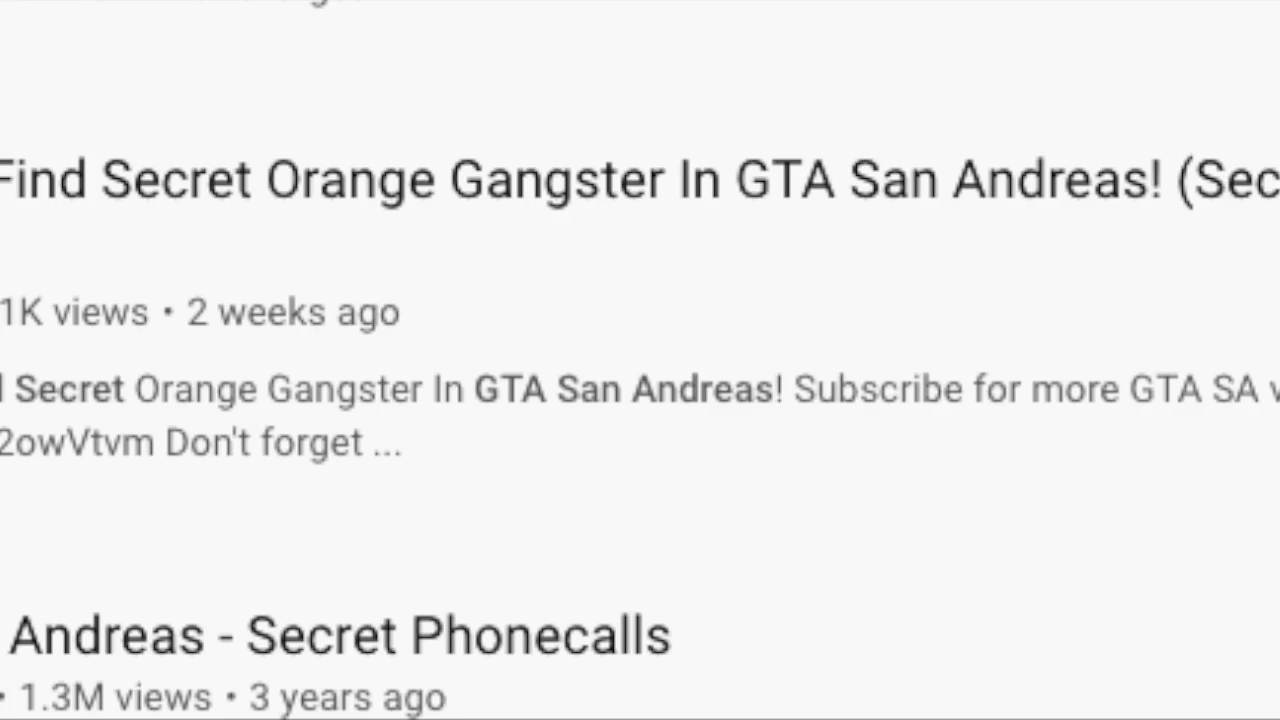 Find Secret Orange Gangster In GTA San Andreas! (Sec
1K views • 2 weeks ago
Secret Orange Gangster In GTA San Andreas! Subscribe for more GTA SA
2owVtvm Don't forget ...
Andreas - Secret Phonecalls
• 1.3M views • 3 years ago